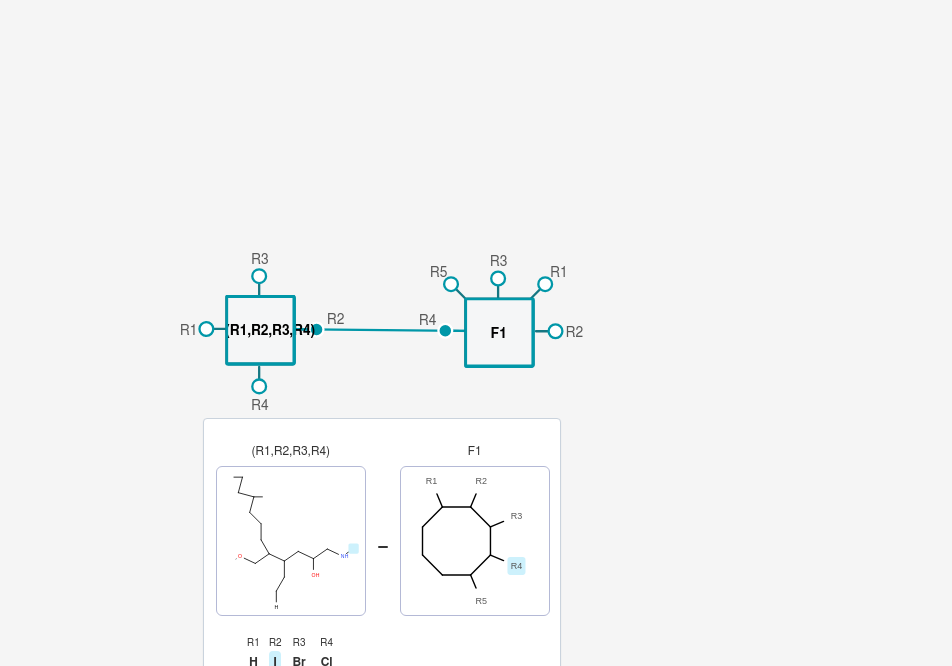 R3
R5
R3
R1
R1
(R1,R2,R3,R4)
R2
R4
F1
R2
R4
(R1,R2,R3,R4)
F1
R1
R2
R3
R4
R5
O
NH
OH
H
R1 R2 R3 R4
H I Br Cl